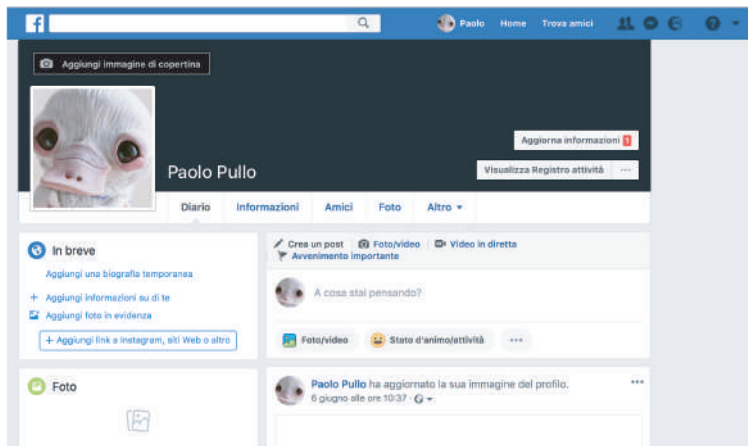 f
Paolo Home Trova amici
Aggiungi immagine di copertina
Aggiorna informazioni 1
Paolo Pullo
Visualizza Registro attività ...
Diario Informazioni Amici Foto Altro
In breve
Aggiungi una biografia temporanea
+ Aggiungi informazioni su di te
Aggiungi foto in evidenza
+ Aggiungi link a Instagram, siti Web o altro
Foto
Crea un post Foto/video Video in diretta
Avvenimento importante
A cosa stai pensando?
Foto/video Stato d'animo/attività ...
Paolo Pullo ha aggiornato la sua immagine del profilo. ...
6 giugno alle ore 10:37 ·